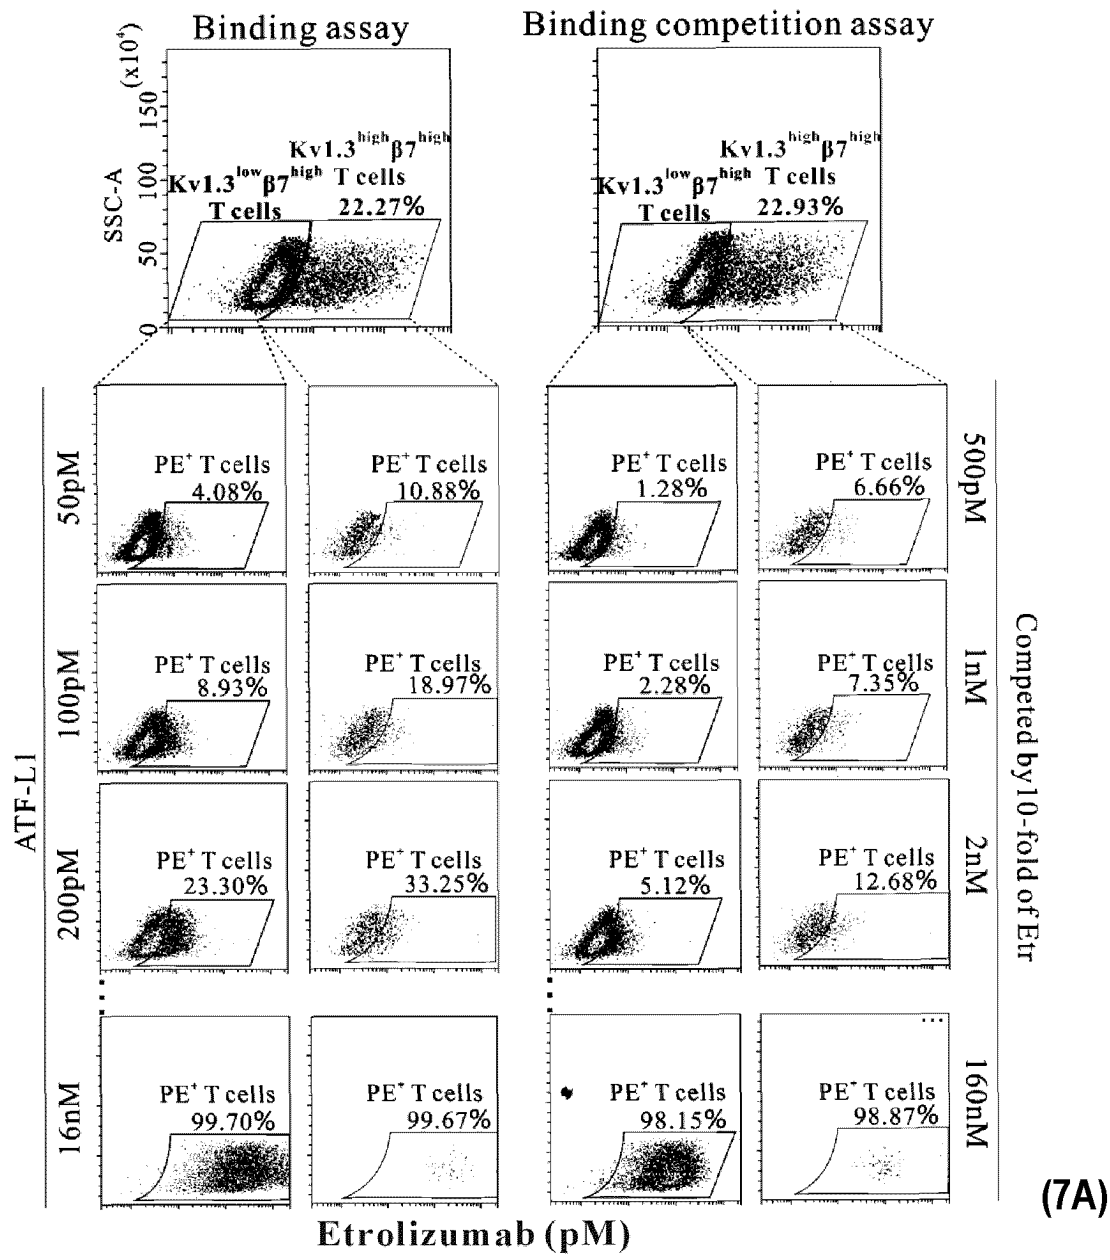 Binding assay
Binding competition assay
SSC-A (x10⁴)
0 50 100 150
Kv1.3^high β7^high
T cells
22.27%
Kv1.3^low β7^high
T cells
Kv1.3^high β7^high
T cells
22.93%
Kv1.3^low β7^high
T cells
ATF-L1
Competed by10-fold of Etr
50pM
PE⁺ T cells
4.08%
PE⁺ T cells
10.88%
PE⁺ T cells
1.28%
PE⁺ T cells
6.66%
500pM
100pM
PE⁺ T cells
8.93%
PE⁺ T cells
18.97%
PE⁺ T cells
2.28%
PE⁺ T cells
7.35%
1nM
200pM
PE⁺ T cells
23.30%
PE⁺ T cells
33.25%
PE⁺ T cells
5.12%
PE⁺ T cells
12.68%
2nM
16nM
PE⁺ T cells
99.70%
PE⁺ T cells
99.67%
PE⁺ T cells
98.15%
...
PE⁺ T cells
98.87%
160nM
Etrolizumab (pM)
(7A)